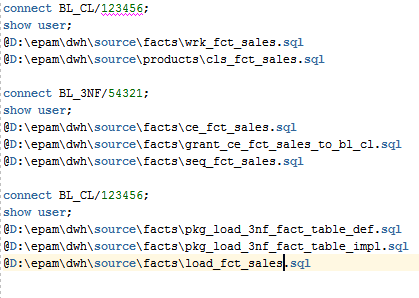 connect BL_CL/123456;
show user;
@D:\epam\dwh\source\facts\wrk_fct_sales.sql
@D:\epam\dwh\source\products\cls_fct_sales.sql
connect BL_3NF/54321;
show user;
@D:\epam\dwh\source\facts\ce_fct_sales.sql
@D:\epam\dwh\source\facts\grant_ce_fct_sales_to_bl_cl.sql
@D:\epam\dwh\source\facts\seq_fct_sales.sql
connect BL_CL/123456;
show user;
@D:\epam\dwh\source\facts\pkg_load_3nf_fact_table_def.sql
@D:\epam\dwh\source\facts\pkg_load_3nf_fact_table_impl.sql
@D:\epam\dwh\source\facts\load_fct_sales.sql